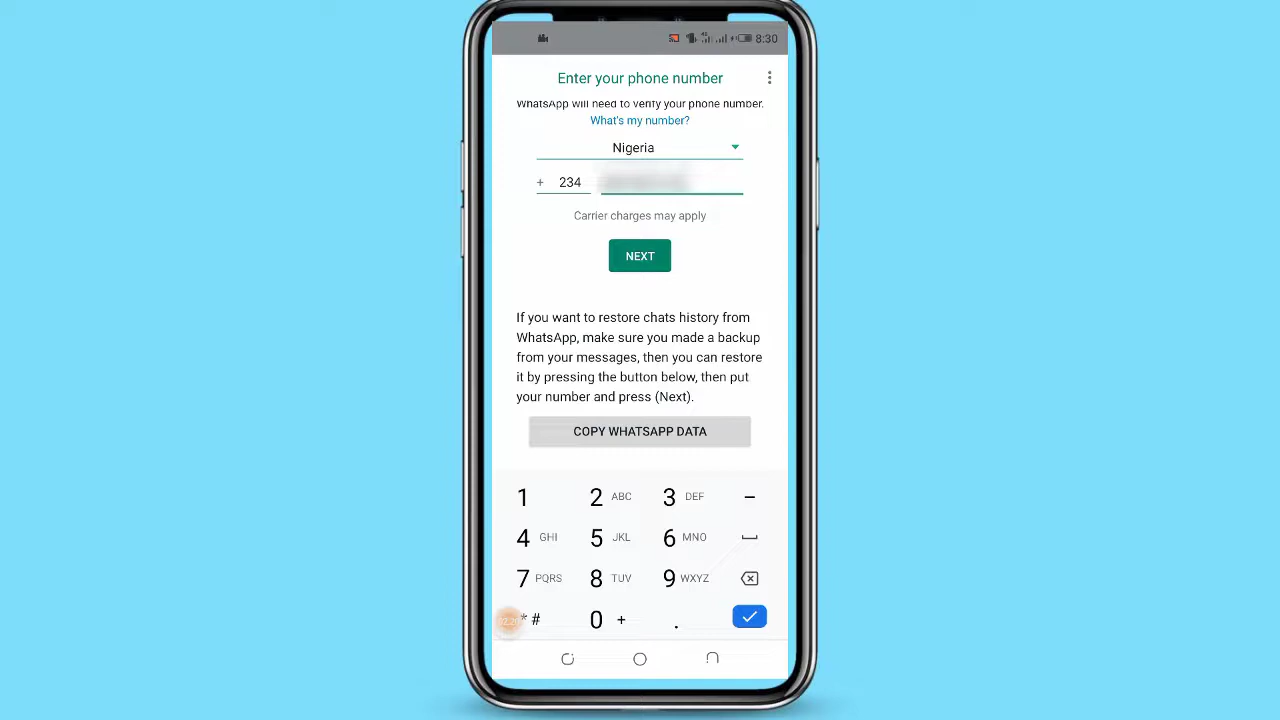 8:30
Enter your phone number
WhatsApp will need to verify your phone number.
What's my number?
Nigeria
+ 234
Carrier charges may apply
NEXT
If you want to restore chats history from
WhatsApp, make sure you made a backup
from your messages, then you can restore
it by pressing the button below, then put
your number and press (Next).
COPY WHATSAPP DATA
1 2 ABC 3 DEF –
4 GHI 5 JKL 6 MNO
7 PQRS 8 TUV 9 WXYZ
* # 0 + .